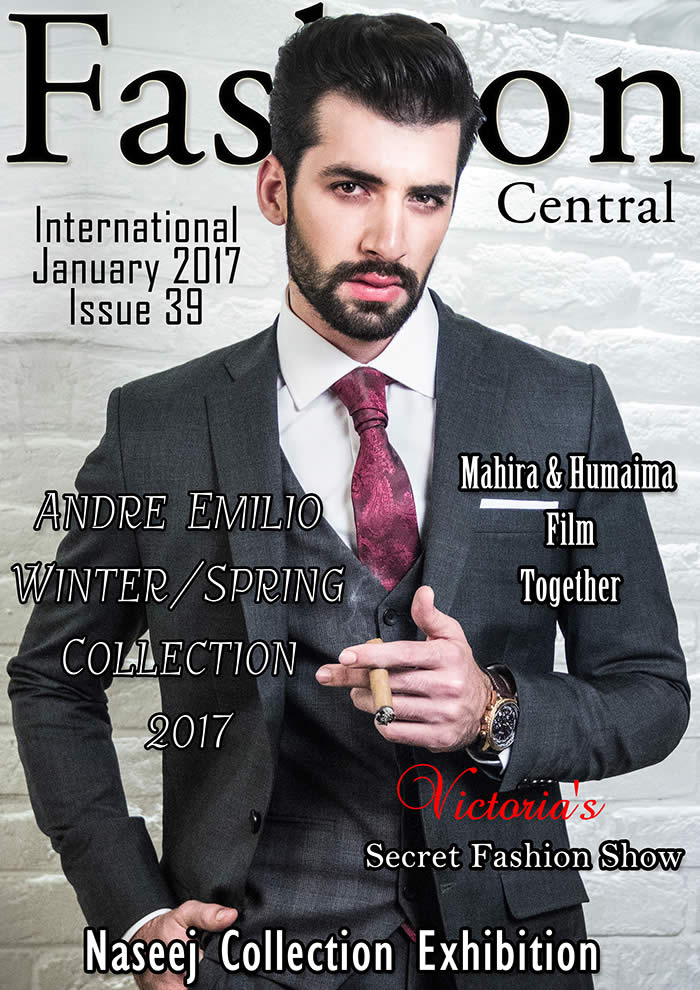 Fashion
Central
International
January 2017
Issue 39
Mahira & Humaima
Film
Together
Andre Emilio
Winter/Spring
Collection
2017
Victoria's
Secret Fashion Show
Naseej Collection Exhibition